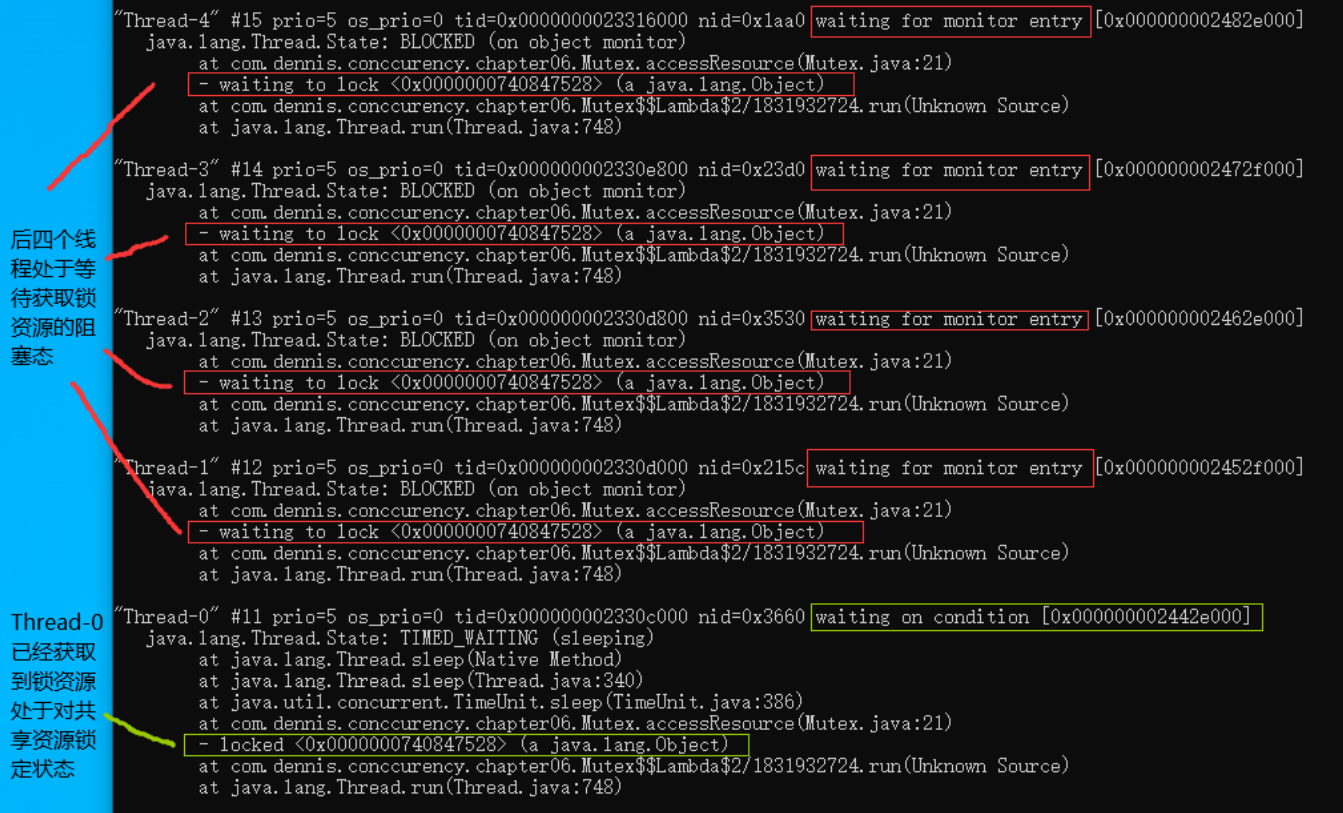 "Thread-4" #15 prio=5 os_prio=0 tid=0x0000000023316000 nid=0x1aa0 waiting for monitor entry [0x000000002482e000]
java.lang.Thread.State: BLOCKED (on object monitor)
at com.dennis.conccurency.chapter06.Mutex.accessResource(Mutex.java:21)
- waiting to lock <0x0000000740847528> (a java.lang.Object)
at com.dennis.conccurency.chapter06.Mutex$$Lambda$2/1831932724.run(Unknown Source)
at java.lang.Thread.run(Thread.java:748)
"Thread-3" #14 prio=5 os_prio=0 tid=0x000000002330e800 nid=0x23d0 waiting for monitor entry [0x000000002472f000]
java.lang.Thread.State: BLOCKED (on object monitor)
at com.dennis.conccurency.chapter06.Mutex.accessResource(Mutex.java:21)
- waiting to lock <0x0000000740847528> (a java.lang.Object)
at com.dennis.conccurency.chapter06.Mutex$$Lambda$2/1831932724.run(Unknown Source)
at java.lang.Thread.run(Thread.java:748)
后四个线
程处于等
待获取锁
资源的阻
塞态
"Thread-2" #13 prio=5 os_prio=0 tid=0x000000002330d800 nid=0x3530 waiting for monitor entry [0x000000002462e000]
java.lang.Thread.State: BLOCKED (on object monitor)
at com.dennis.conccurency.chapter06.Mutex.accessResource(Mutex.java:21)
- waiting to lock <0x0000000740847528> (a java.lang.Object)
at com.dennis.conccurency.chapter06.Mutex$$Lambda$2/1831932724.run(Unknown Source)
at java.lang.Thread.run(Thread.java:748)
"Thread-1" #12 prio=5 os_prio=0 tid=0x000000002330d000 nid=0x215c waiting for monitor entry [0x000000002452f000]
java.lang.Thread.State: BLOCKED (on object monitor)
at com.dennis.conccurency.chapter06.Mutex.accessResource(Mutex.java:21)
- waiting to lock <0x0000000740847528> (a java.lang.Object)
at com.dennis.conccurency.chapter06.Mutex$$Lambda$2/1831932724.run(Unknown Source)
at java.lang.Thread.run(Thread.java:748)
Thread-0
已经获取
到锁资源
处于对共
享资源锁
定状态
"Thread-0" #11 prio=5 os_prio=0 tid=0x000000002330c000 nid=0x3660 waiting on condition [0x000000002442e000]
java.lang.Thread.State: TIMED_WAITING (sleeping)
at java.lang.Thread.sleep(Native Method)
at java.lang.Thread.sleep(Thread.java:340)
at java.util.concurrent.TimeUnit.sleep(TimeUnit.java:386)
at com.dennis.conccurency.chapter06.Mutex.accessResource(Mutex.java:21)
- locked <0x0000000740847528> (a java.lang.Object)
at com.dennis.conccurency.chapter06.Mutex$$Lambda$2/1831932724.run(Unknown Source)
at java.lang.Thread.run(Thread.java:748)